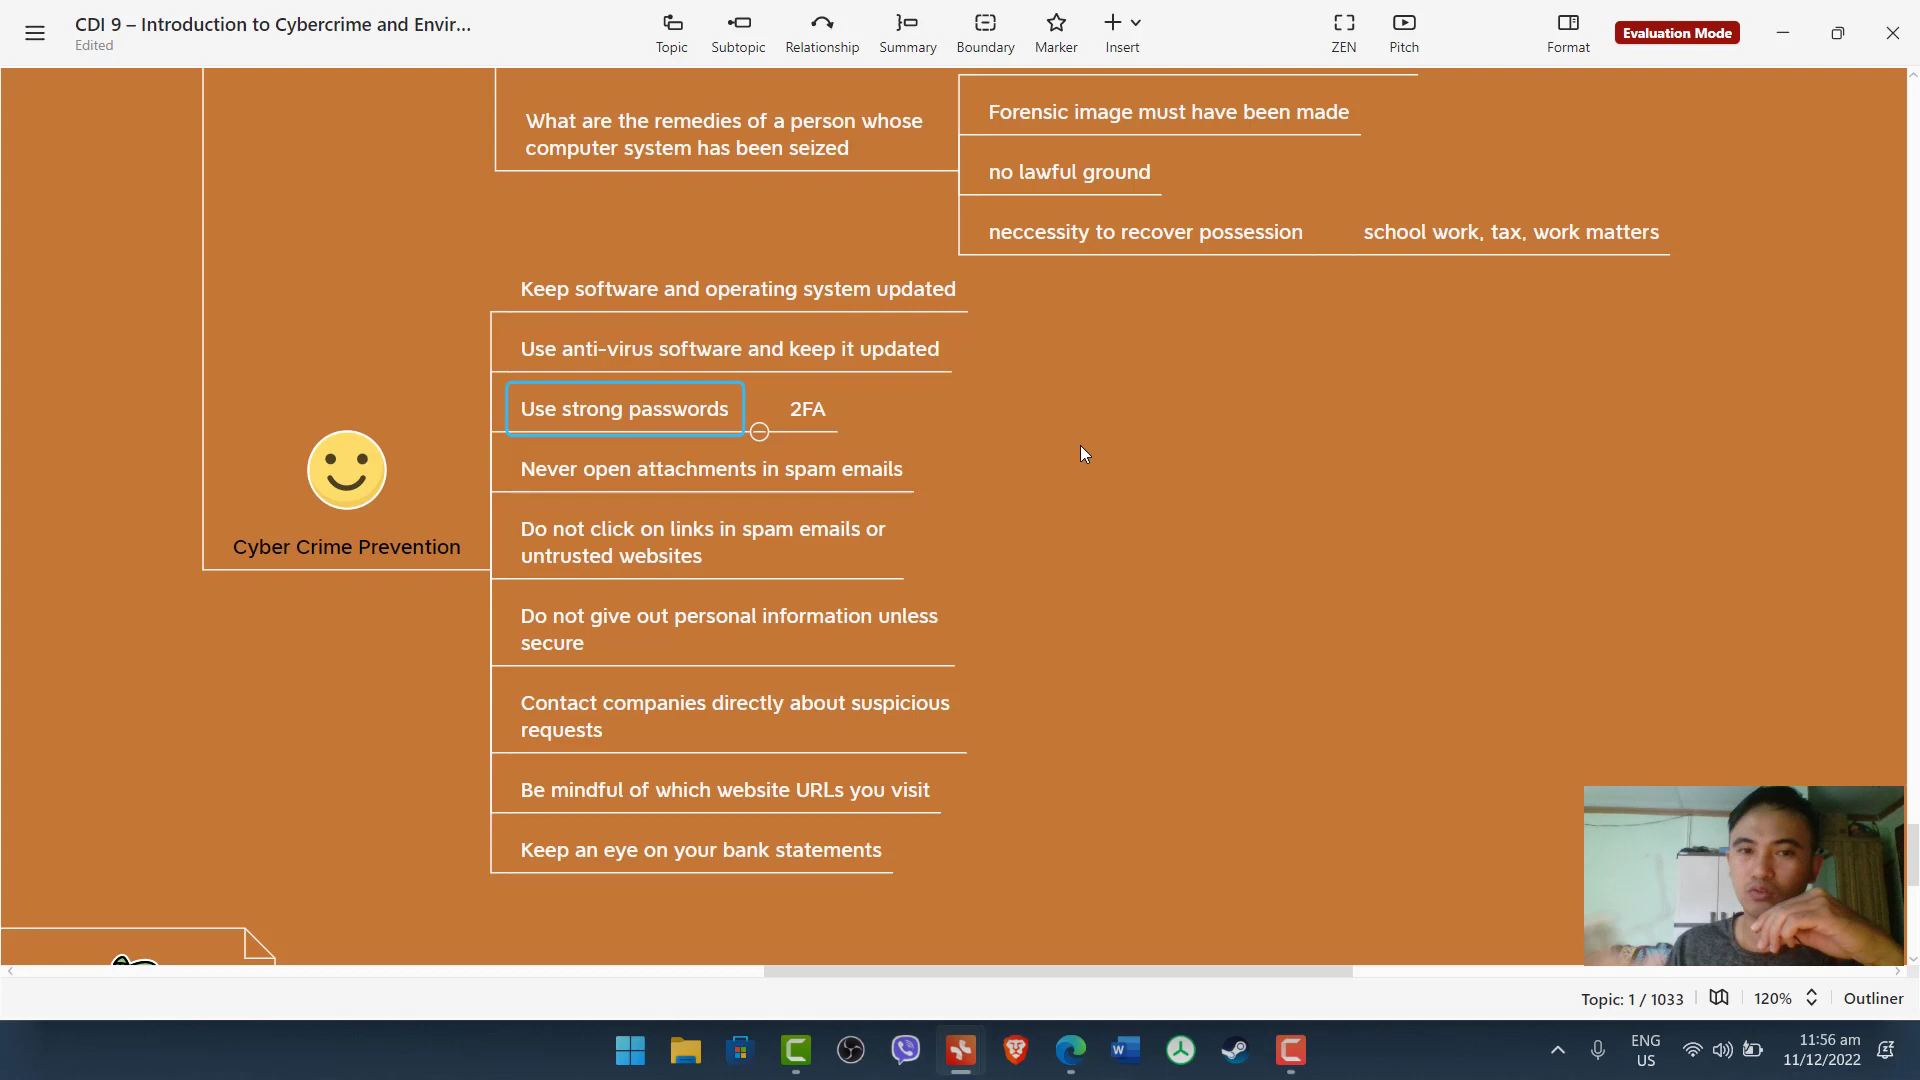 CDI 9 – Introduction to Cybercrime and Envir...
Edited
Topic
Subtopic
Relationship
Summary
Boundary
Marker
Insert
ZEN
Pitch
Format
Evaluation Mode
What are the remedies of a person whose
computer system has been seized
Forensic image must have been made
no lawful ground
neccessity to recover possession
school work, tax, work matters
Cyber Crime Prevention
Keep software and operating system updated
Use anti-virus software and keep it updated
Use strong passwords
2FA
Never open attachments in spam emails
Do not click on links in spam emails or
untrusted websites
Do not give out personal information unless
secure
Contact companies directly about suspicious
requests
Be mindful of which website URLs you visit
Keep an eye on your bank statements
Topic: 1 / 1033
120%
Outliner
ENG
US
11:56 am
11/12/2022